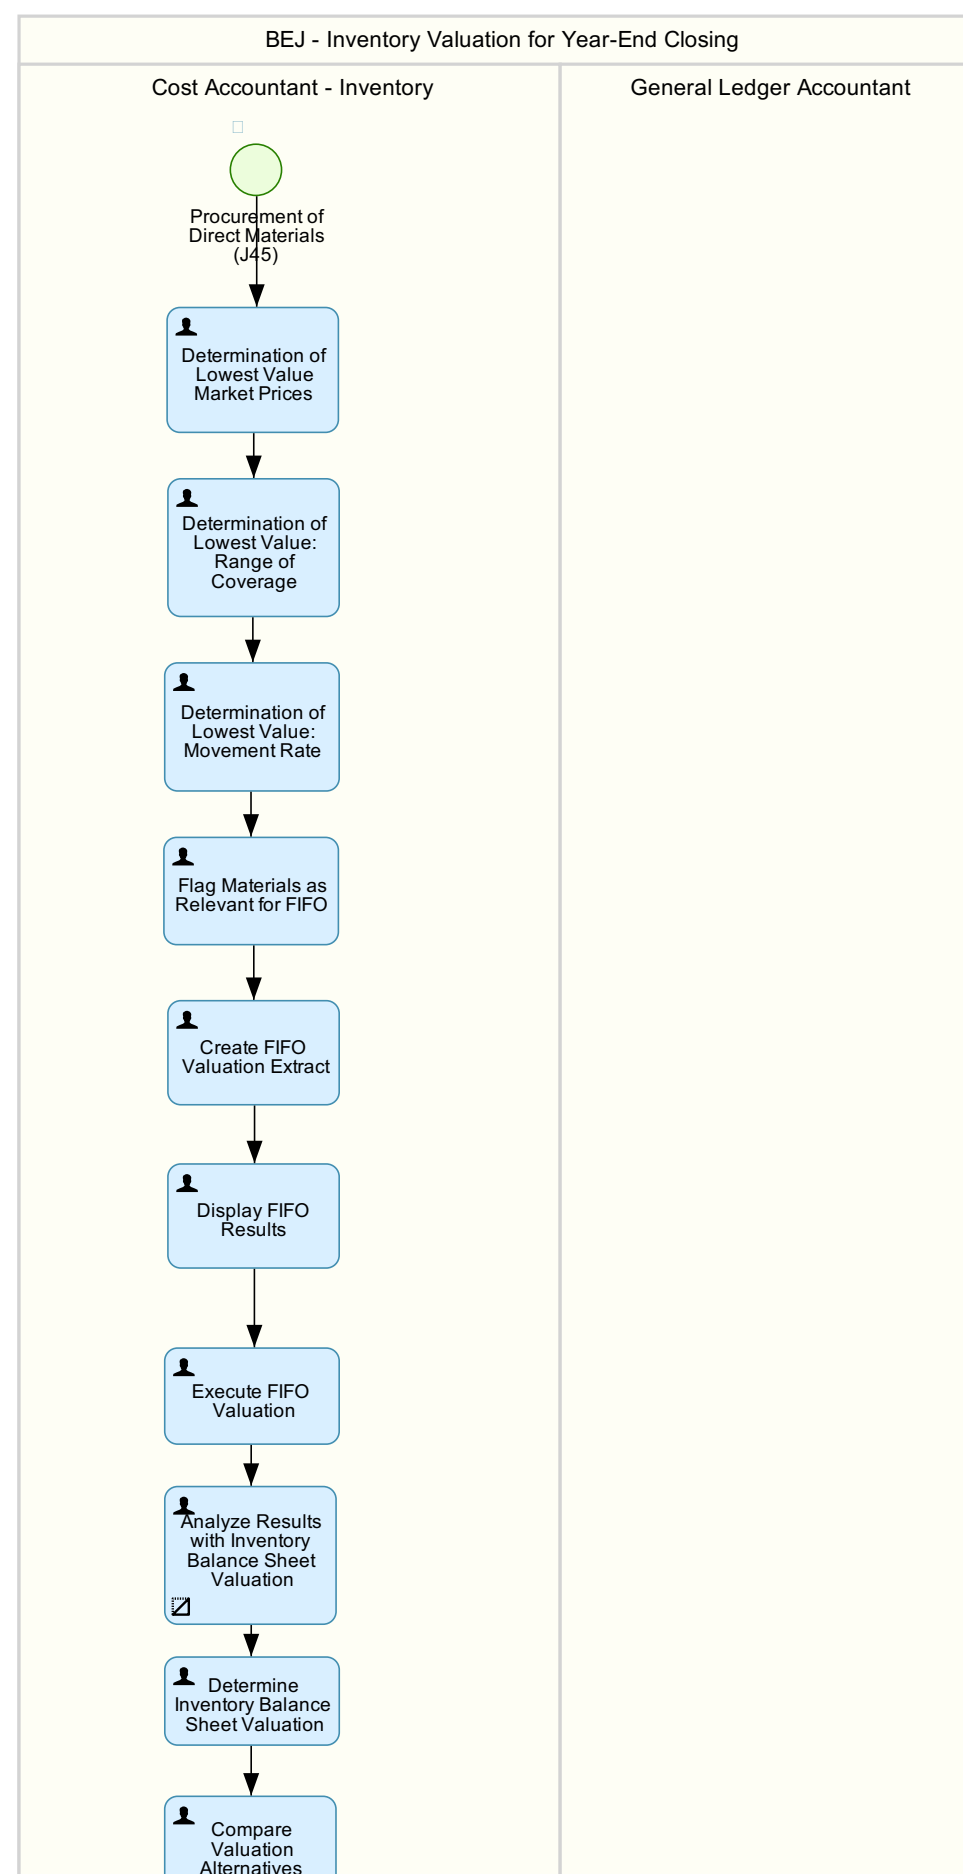 BEJ - Inventory Valuation for Year-End Closing
Cost Accountant - Inventory
General Ledger Accountant
Procurement of
Direct Materials
(J45)
Determination of
Lowest Value
Market Prices
Determination of
Lowest Value:
Range of
Coverage
Determination of
Lowest Value:
Movement Rate
Flag Materials as
Relevant for FIFO
Create FIFO
Valuation Extract
Display FIFO
Results
Execute FIFO
Valuation
Analyze Results
with Inventory
Balance Sheet
Valuation
Determine
Inventory Balance
Sheet Valuation
Compare
Valuation
Alternatives